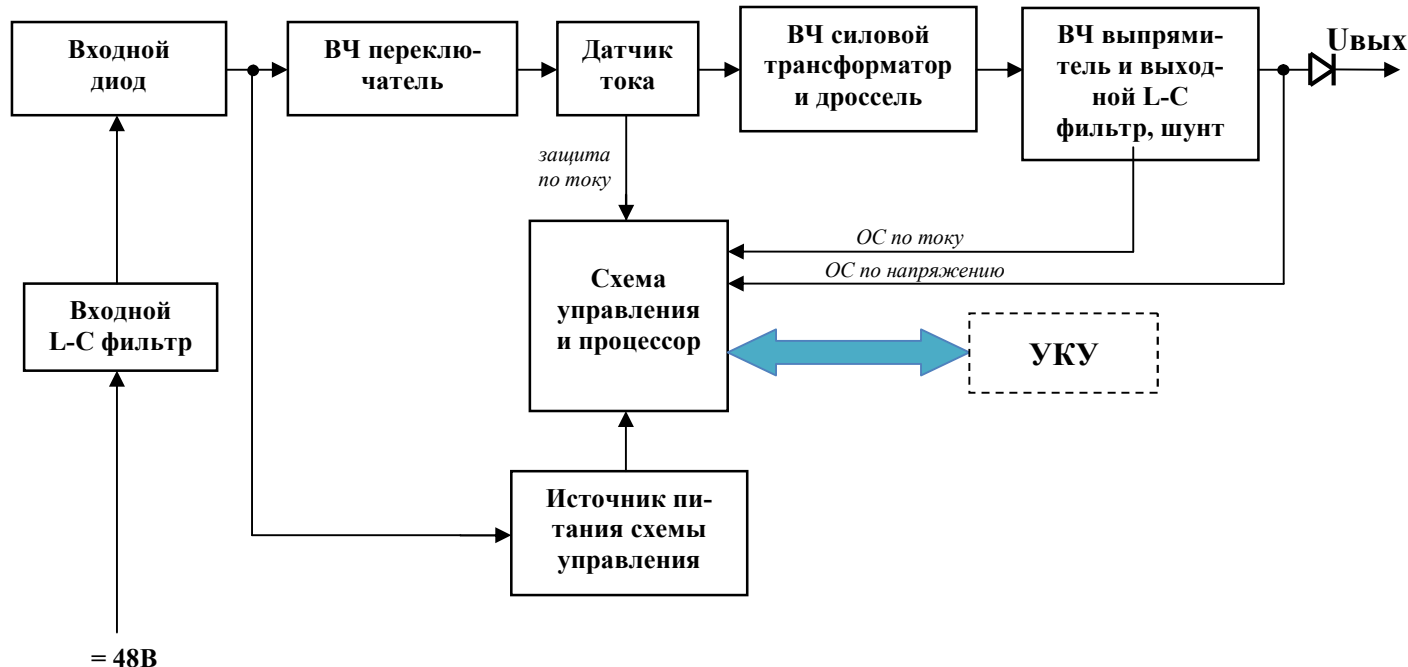 Входной
диод
ВЧ переклю-
чатель
Датчик
тока
ВЧ силовой
трансформатор
и дроссель
ВЧ выпрями-
тель и выход-
ной L-C
фильтр, шунт
Uвых
защита
по току
ОС по току
ОС по напряжению
Схема
управления
и процессор
Входной
L-C фильтр
УКУ
Источник пи-
тания схемы
управления
= 48В